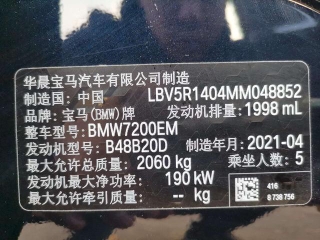 华晨宝马汽车有限公司制造
制造国: 中国 LBV5R1404MM048852
品牌: 宝马(BMW)牌 发动机排量: 1998 mL
整车型号: BMW7200EM
发动机型号: B48B20D 制造年月: 2021-04
最大允许总质量: 2060 kg 乘坐人数: 5
发动机最大净功率: 190 kW
最大允许牵引质量: -- kg
416
8 738 756